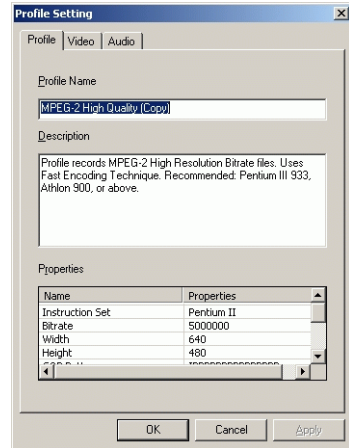 Profile Setting
Profile Video Audio
Profile Name
MPEG-2 High Quality (Copy)
Description
Profile records MPEG-2 High Resolution Bitrate files. Uses
Fast Encoding Technique. Recommended: Pentium III 933,
Athlon 900, or above.
Properties
Name Properties
Instruction Set Pentium II
Bitrate 5000000
Width 640
Height 480
OK Cancel Apply